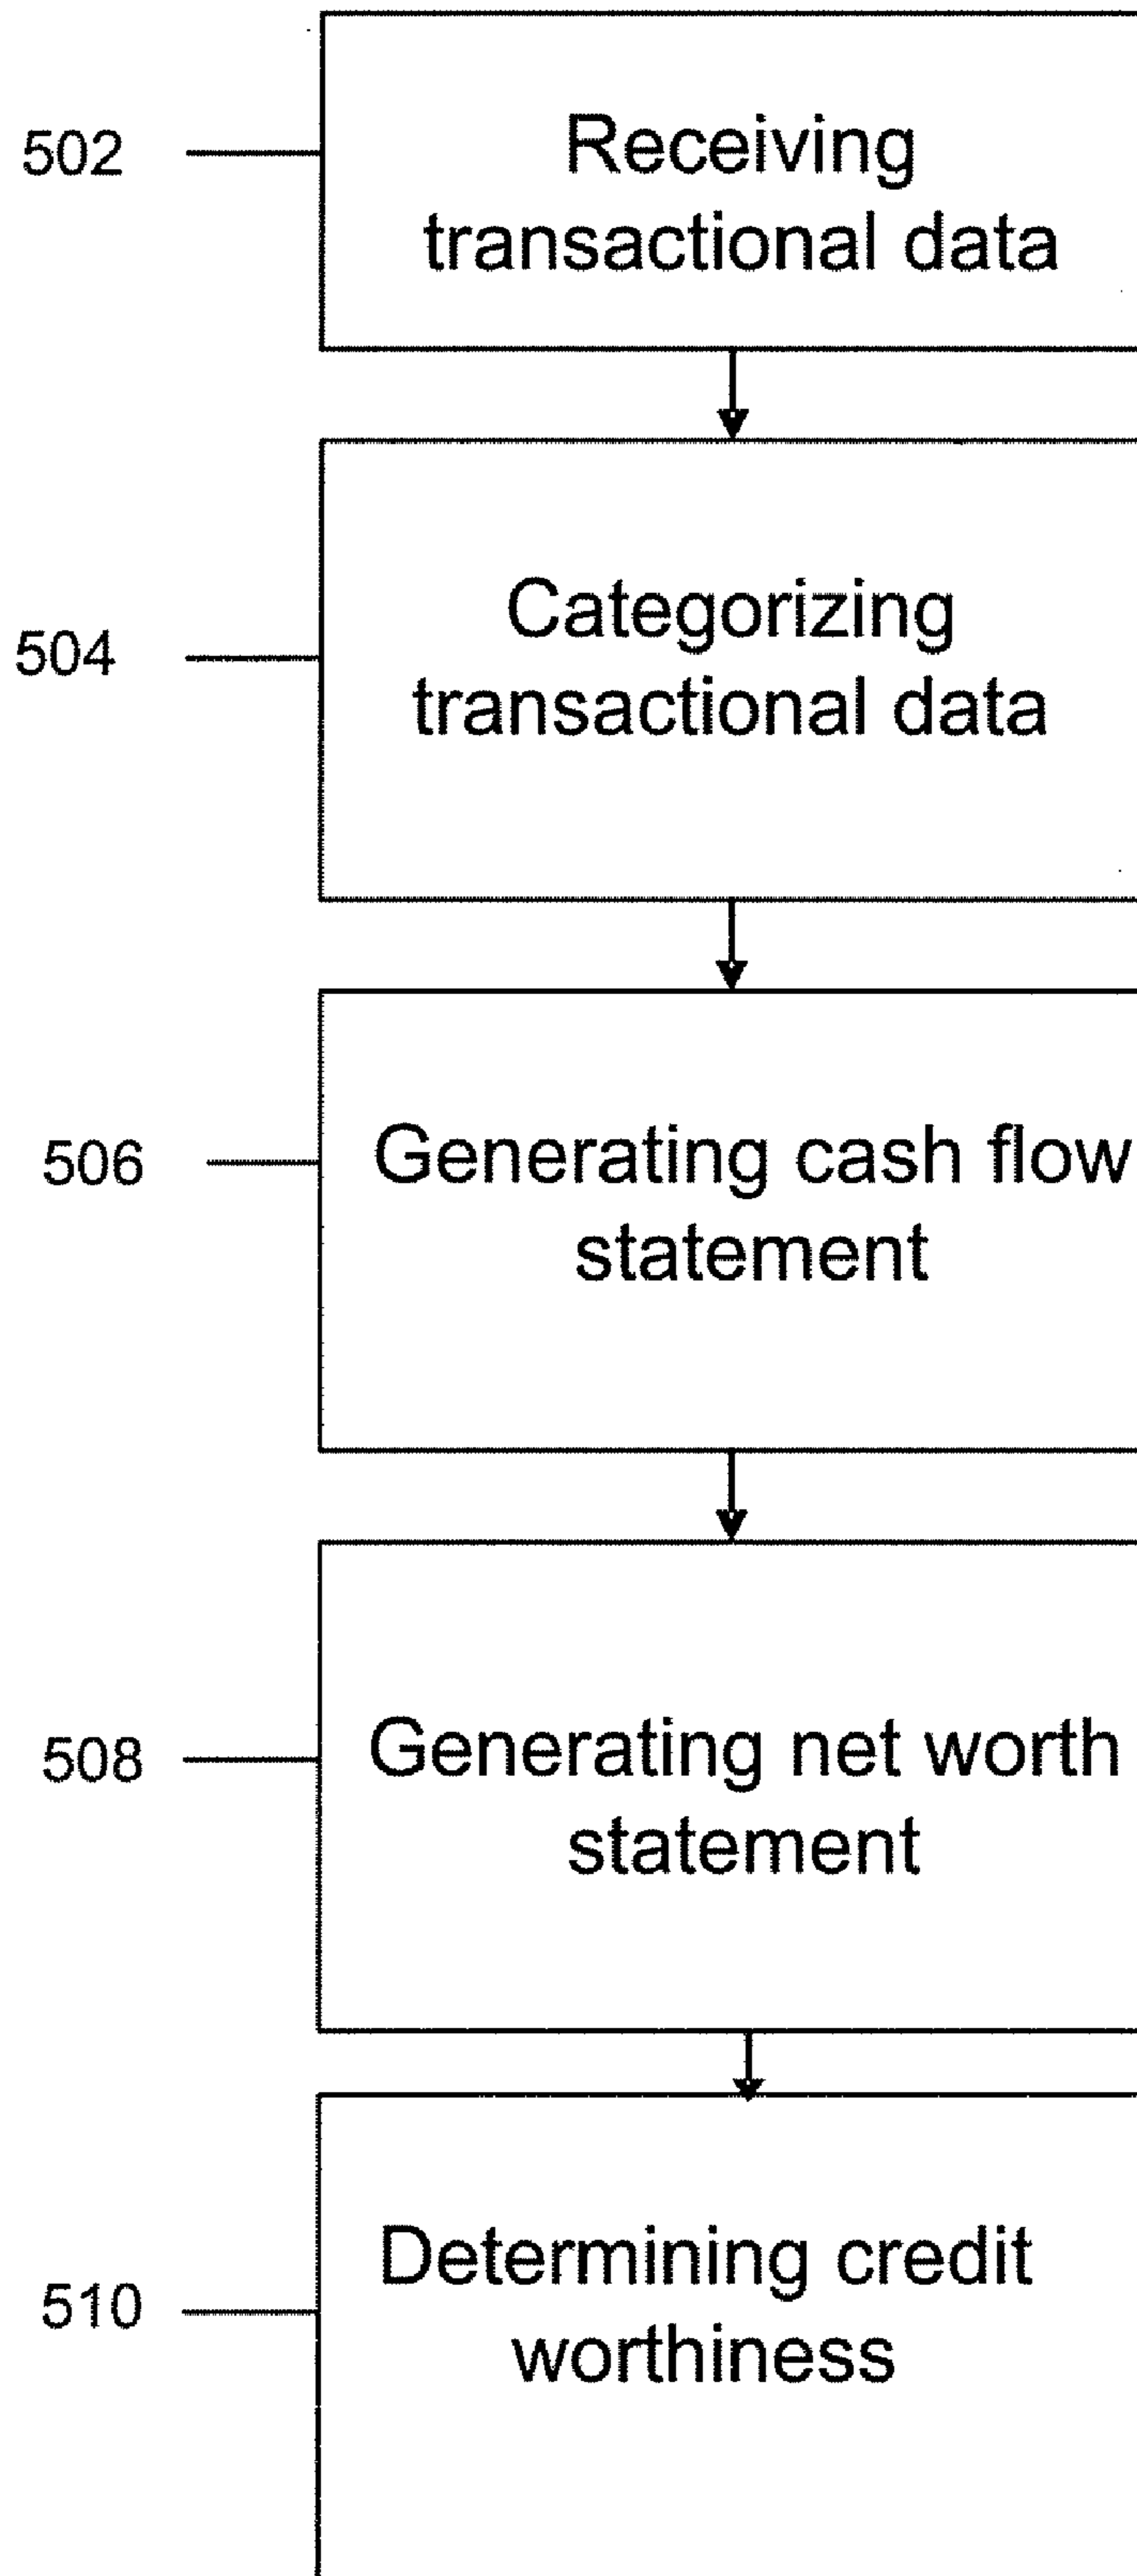 502
Receiving
transactional data
504
Categorizing
transactional data
506
Generating cash flow
statement
508
Generating net worth
statement
510
Determining credit
worthiness